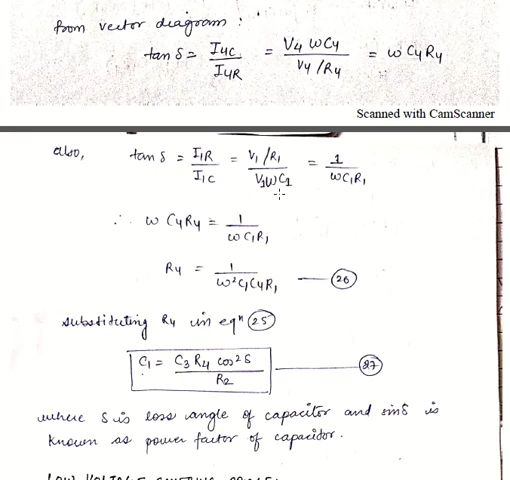 from vector diagram :
tan δ = I4C / I4R = V4 ωC4 / V4 /R4 = ω C4 R4
Scanned with CamScanner
also, tan δ = I1R / I1C = V1 /R1 / V1ωC1 = 1 / ωC1R1
∴ ω C4R4 = 1 / ωC1R1
R4 = 1 / ω²C1C4R1 — 26
substituting R4 in eqn 25
C1 = C3 R4 cos²δ / R2 — 27
where δ is loss angle of capacitor and sinδ is
known as power factor of capacitor.